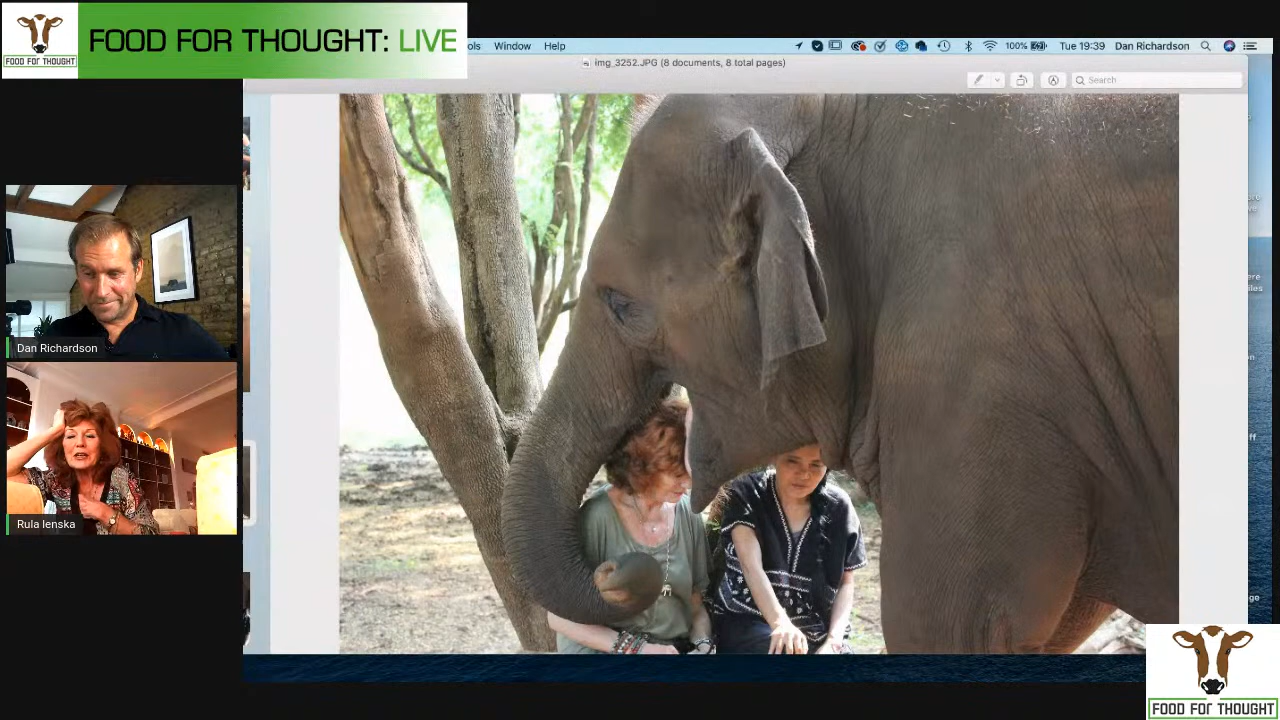 FOOD FOR THOUGHT
FOOD FOR THOUGHT: LIVE
Window Help
100% Tue 19:39 Dan Richardson
img_3252.JPG (8 documents, 8 total pages)
Search
Dan Richardson
Rula lenska
FOOD FOR THOUGHT